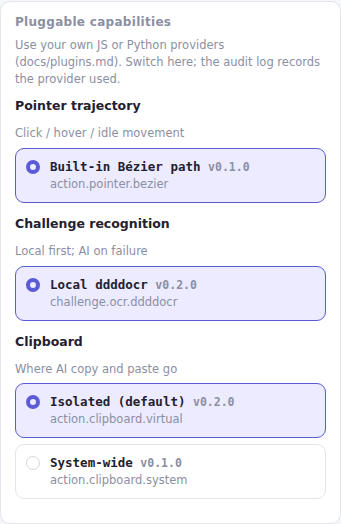 Pluggable capabilities
Use your own JS or Python providers
(docs/plugins.md). Switch here; the audit log records
the provider used.
Pointer trajectory
Click / hover / idle movement
Built-in Bézier path v0.1.0
action.pointer.bezier
Challenge recognition
Local first; AI on failure
Local ddddocr v0.2.0
challenge.ocr.ddddocr
Clipboard
Where AI copy and paste go
Isolated (default) v0.2.0
action.clipboard.virtual
System-wide v0.1.0
action.clipboard.system